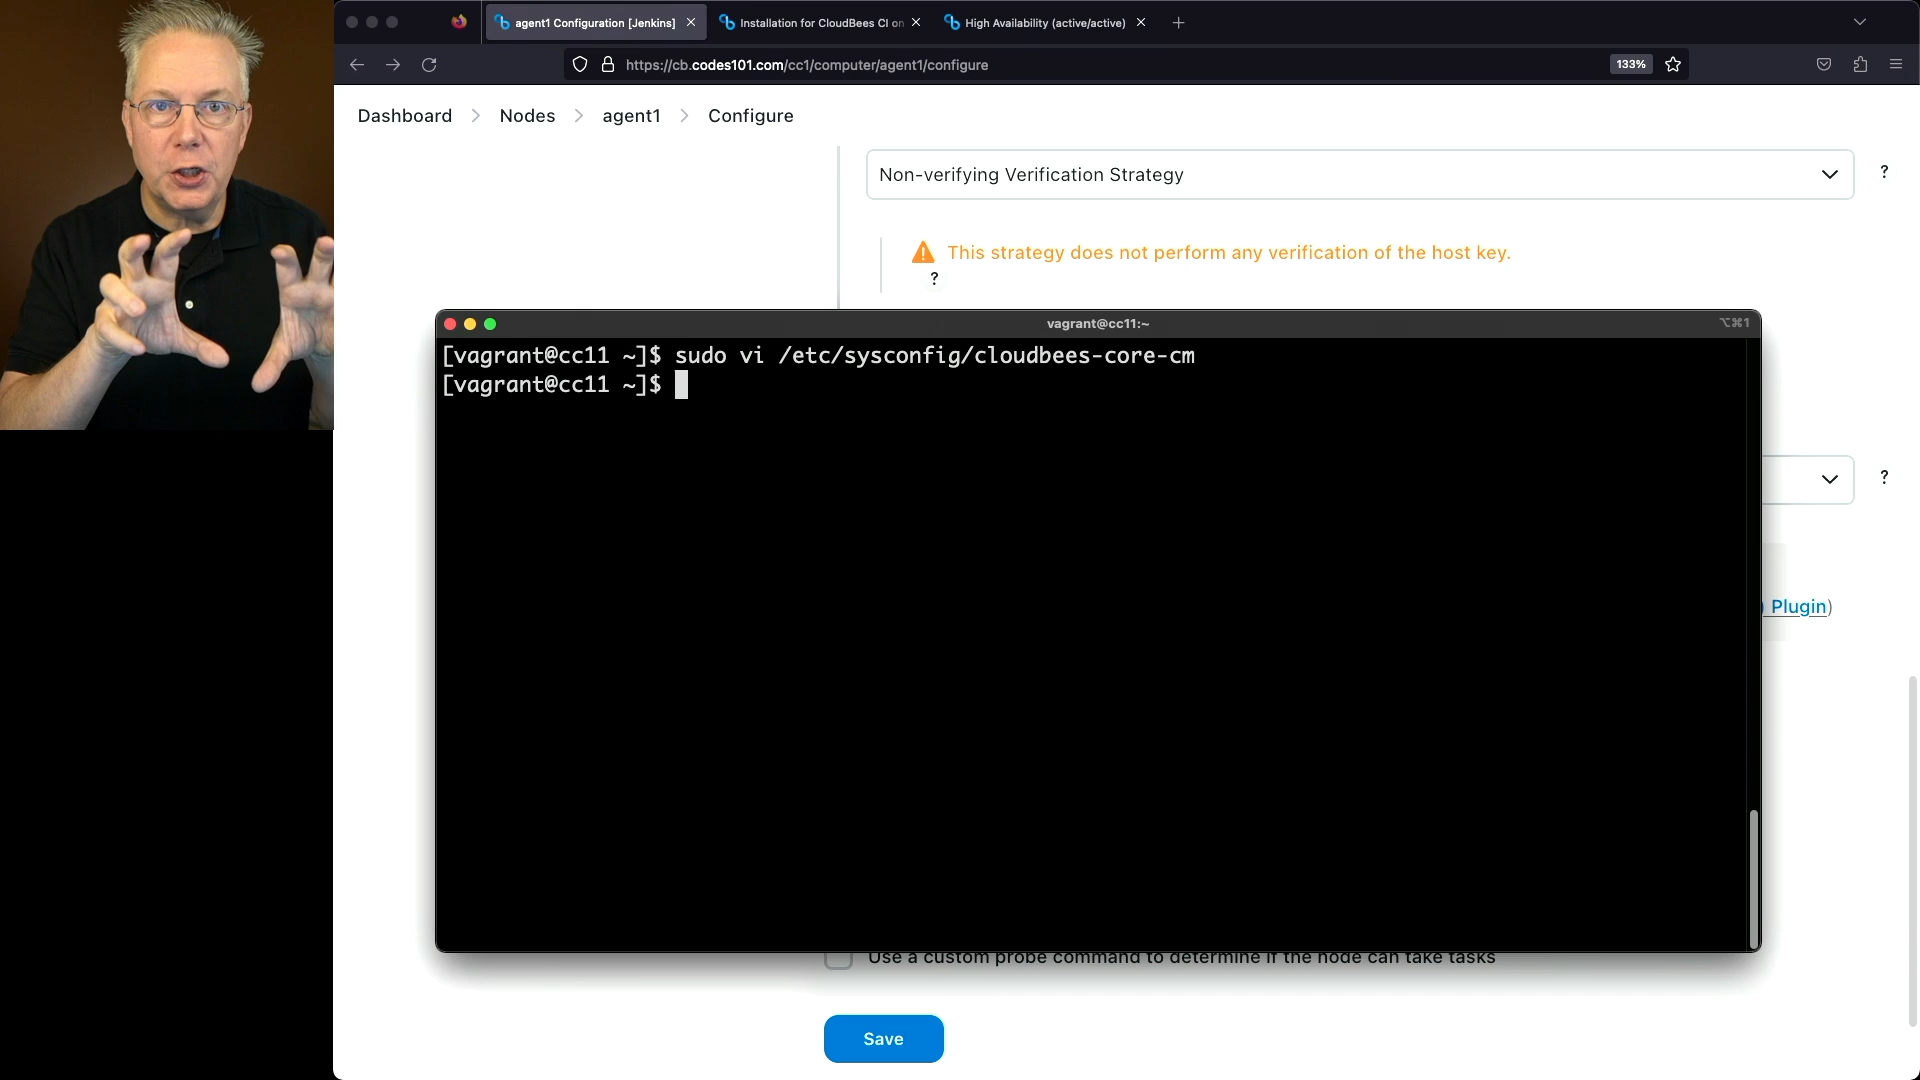 agent1 Configuration [Jenkins]
Installation for CloudBees CI on
High Availability (active/active)
https://cb.codes101.com/cc1/computer/agent1/configure
133%
Dashboard
Nodes
agent1
Configure
Non-verifying Verification Strategy
?
This strategy does not perform any verification of the host key.
?
vagrant@cc11:~
⌥⌘1
[vagrant@cc11 ~]$ sudo vi /etc/sysconfig/cloudbees-core-cm
[vagrant@cc11 ~]$
?
Plugin)
Use a custom probe command to determine if the node can take tasks
Save